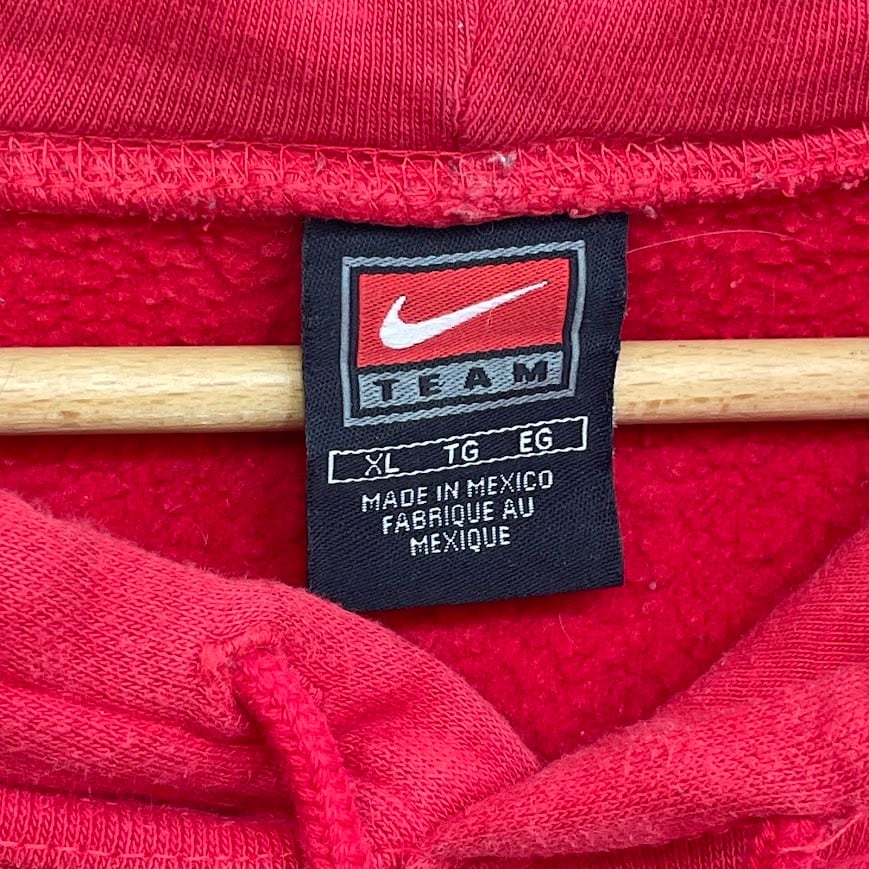 TEAM
XL TG EG
MADE IN MEXICO
FABRIQUE AU
MEXIQUE